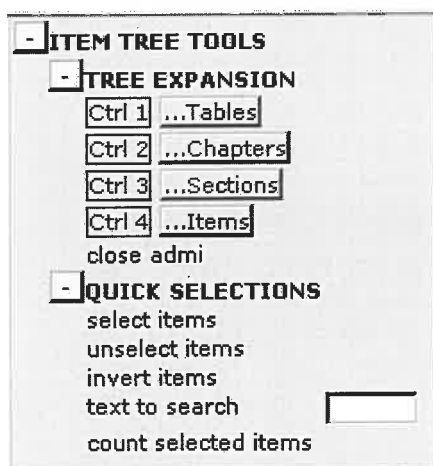 - ITEM TREE TOOLS
- TREE EXPANSION
Ctrl 1 ...Tables
Ctrl 2 ...Chapters
Ctrl 3 ...Sections
Ctrl 4 ...Items
close admi
- QUICK SELECTIONS
select items
unselect items
invert items
text to search
count selected items